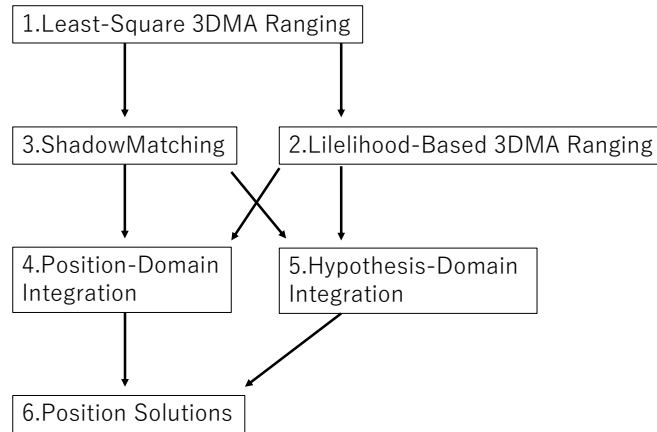 1.Least-Square 3DMA Ranging
3.ShadowMatching
2.Lilelihood-Based 3DMA Ranging
4.Position-Domain
Integration
5.Hypothesis-Domain
Integration
6.Position Solutions